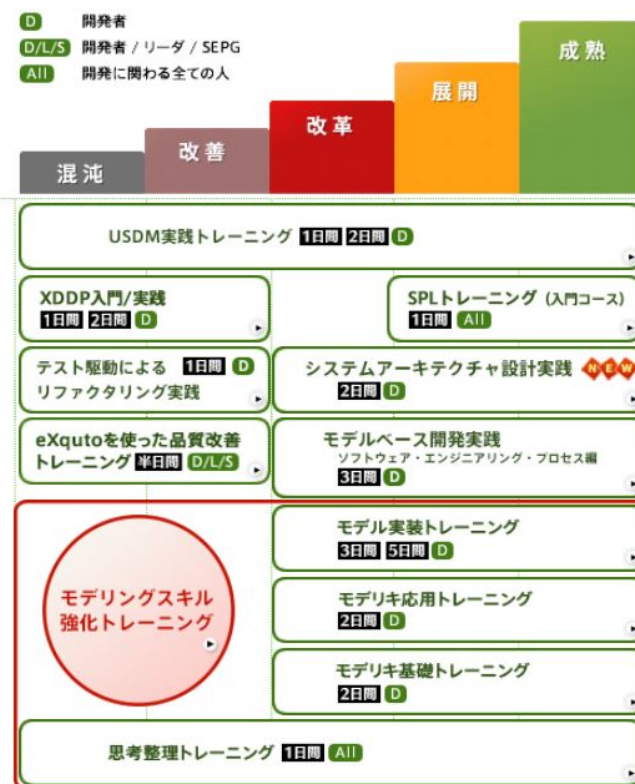 D 開発者
D/L/S 開発者 / リーダ / SEPG
All 開発に関わる全ての人
混沌
改善
改革
展開
成熟
USDM実践トレーニング 1日間 2日間 D
XDDP入門/実践
1日間 2日間 D
SPLトレーニング (入門コース)
1日間 All
テスト駆動による 1日間 D
リファクタリング実践
システムアーキテクチャ設計実践 NEW
2日間 D
eXqutoを使った品質改善
トレーニング 半日間 D/L/S
モデルベース開発実践
ソフトウェア・エンジニアリング・プロセス編
3日間 D
モデリングスキル
強化トレーニング
モデル実装トレーニング
3日間 5日間 D
モデリキ応用トレーニング
2日間 D
モデリキ基礎トレーニング
2日間 D
思考整理トレーニング 1日間 All